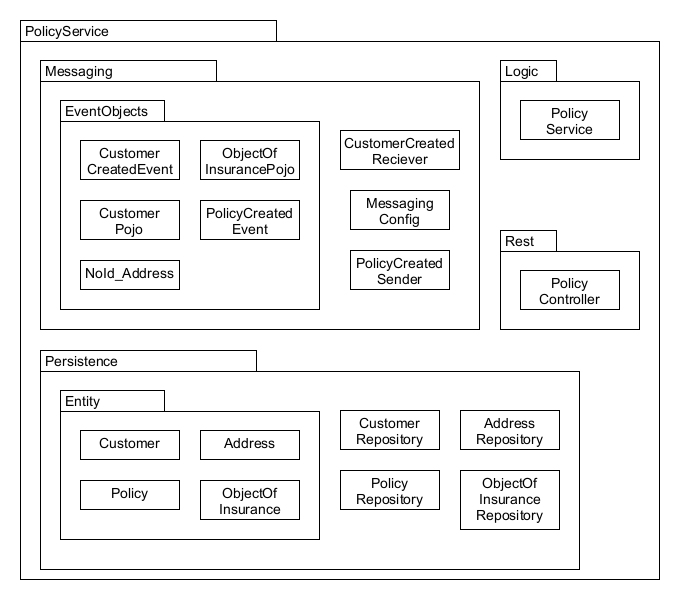 PolicyService
Messaging
EventObjects
Customer
CreatedEvent
ObjectOf
InsurancePojo
Customer
Pojo
PolicyCreated
Event
NoId_Address
CustomerCreated
Reciever
Messaging
Config
PolicyCreated
Sender
Logic
Policy
Service
Rest
Policy
Controller
Persistence
Entity
Customer
Address
Policy
ObjectOf
Insurance
Customer
Repository
Address
Repository
Policy
Repository
ObjectOf
Insurance
Repository